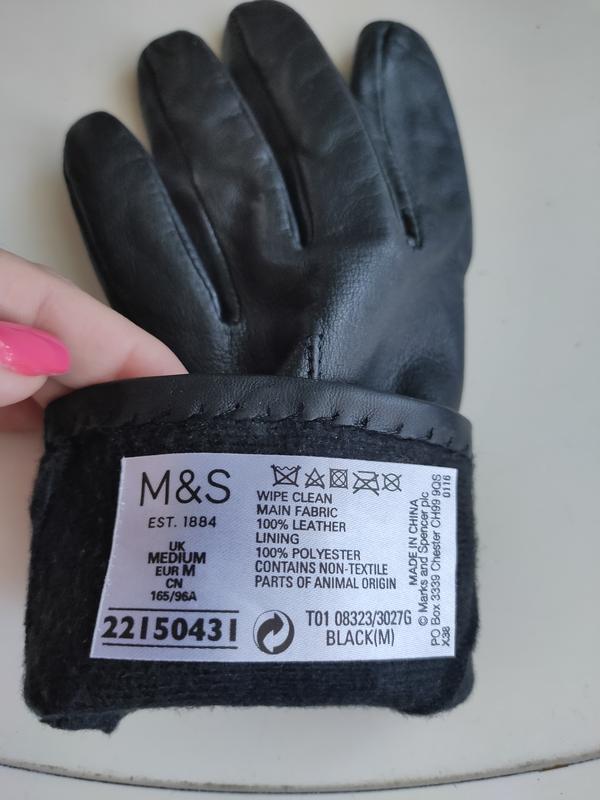 M&S
EST. 1884
UK
MEDIUM
EUR M
CN
165/96A
22150431
WIPE CLEAN
MAIN FABRIC
100% LEATHER
LINING
100% POLYESTER
CONTAINS NON-TEXTILE
PARTS OF ANIMAL ORIGIN
T01 08323/3027G
BLACK(M)
MADE IN CHINA
© Marks and Spencer plc
PO Box 3339 Chester CH99 9QS
X38 0116